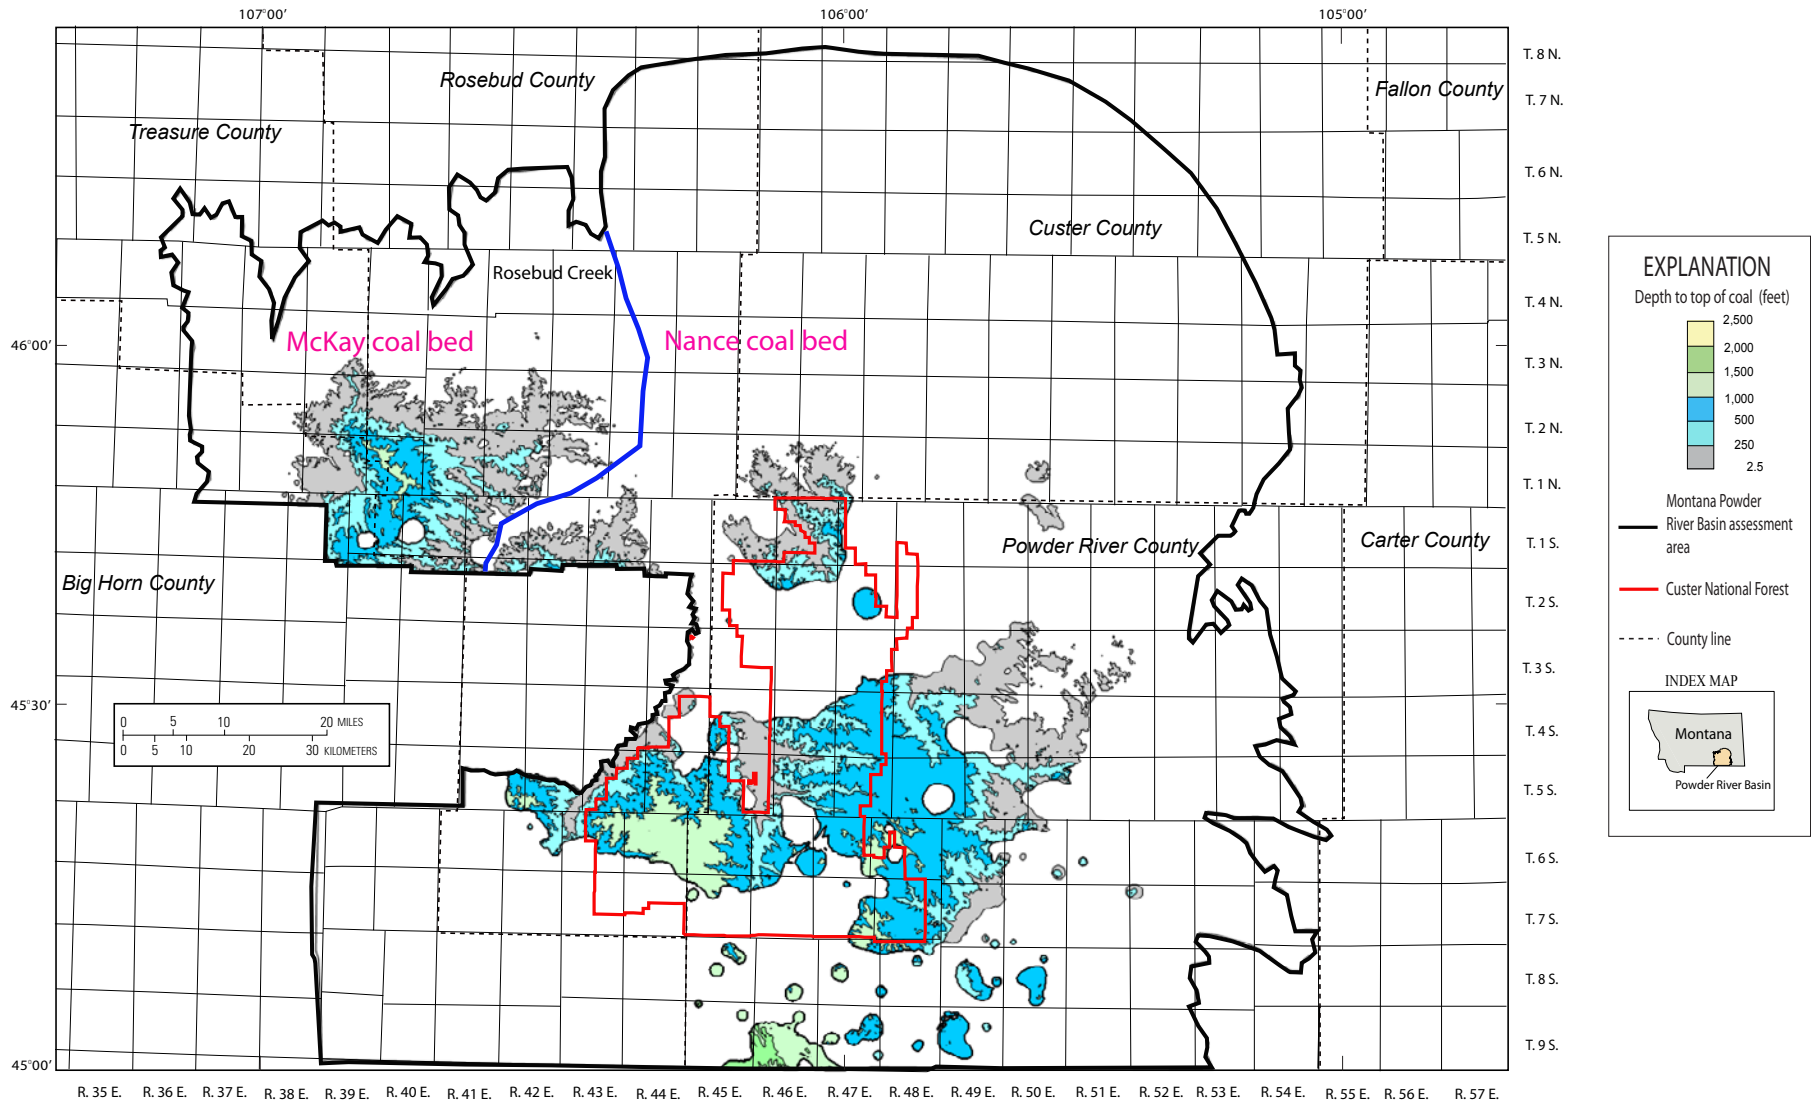 107°00′ 106°00′ 105°00′
T. 8 N.
Rosebud County
Fallon County
T. 7 N.
Treasure County
T. 6 N.
Custer County
T. 5 N.
Rosebud Creek
T. 4 N.
McKay coal bed
Nance coal bed
46°00′
T. 3 N.
T. 2 N.
T. 1 N.
Powder River County
Carter County
T. 1 S.
Big Horn County
T. 2 S.
T. 3 S.
45°30′
0 5 10 20 MILES
0 5 10 20 30 KILOMETERS
T. 4 S.
T. 5 S.
T. 6 S.
T. 7 S.
T. 8 S.
T. 9 S.
45°00′
R. 35 E. R. 36 E. R. 37 E. R. 38 E. R. 39 E. R. 40 E. R. 41 E. R. 42 E. R. 43 E. R. 44 E. R. 45 E. R. 46 E. R. 47 E. R. 48 E. R. 49 E. R. 50 E. R. 51 E. R. 52 E. R. 53 E. R. 54 E. R. 55 E. R. 56 E. R. 57 E.
EXPLANATION
Depth to top of coal (feet)
2,500
2,000
1,500
1,000
500
250
2.5
Montana Powder
River Basin assessment
area
Custer National Forest
County line
INDEX MAP
Montana
Powder River Basin